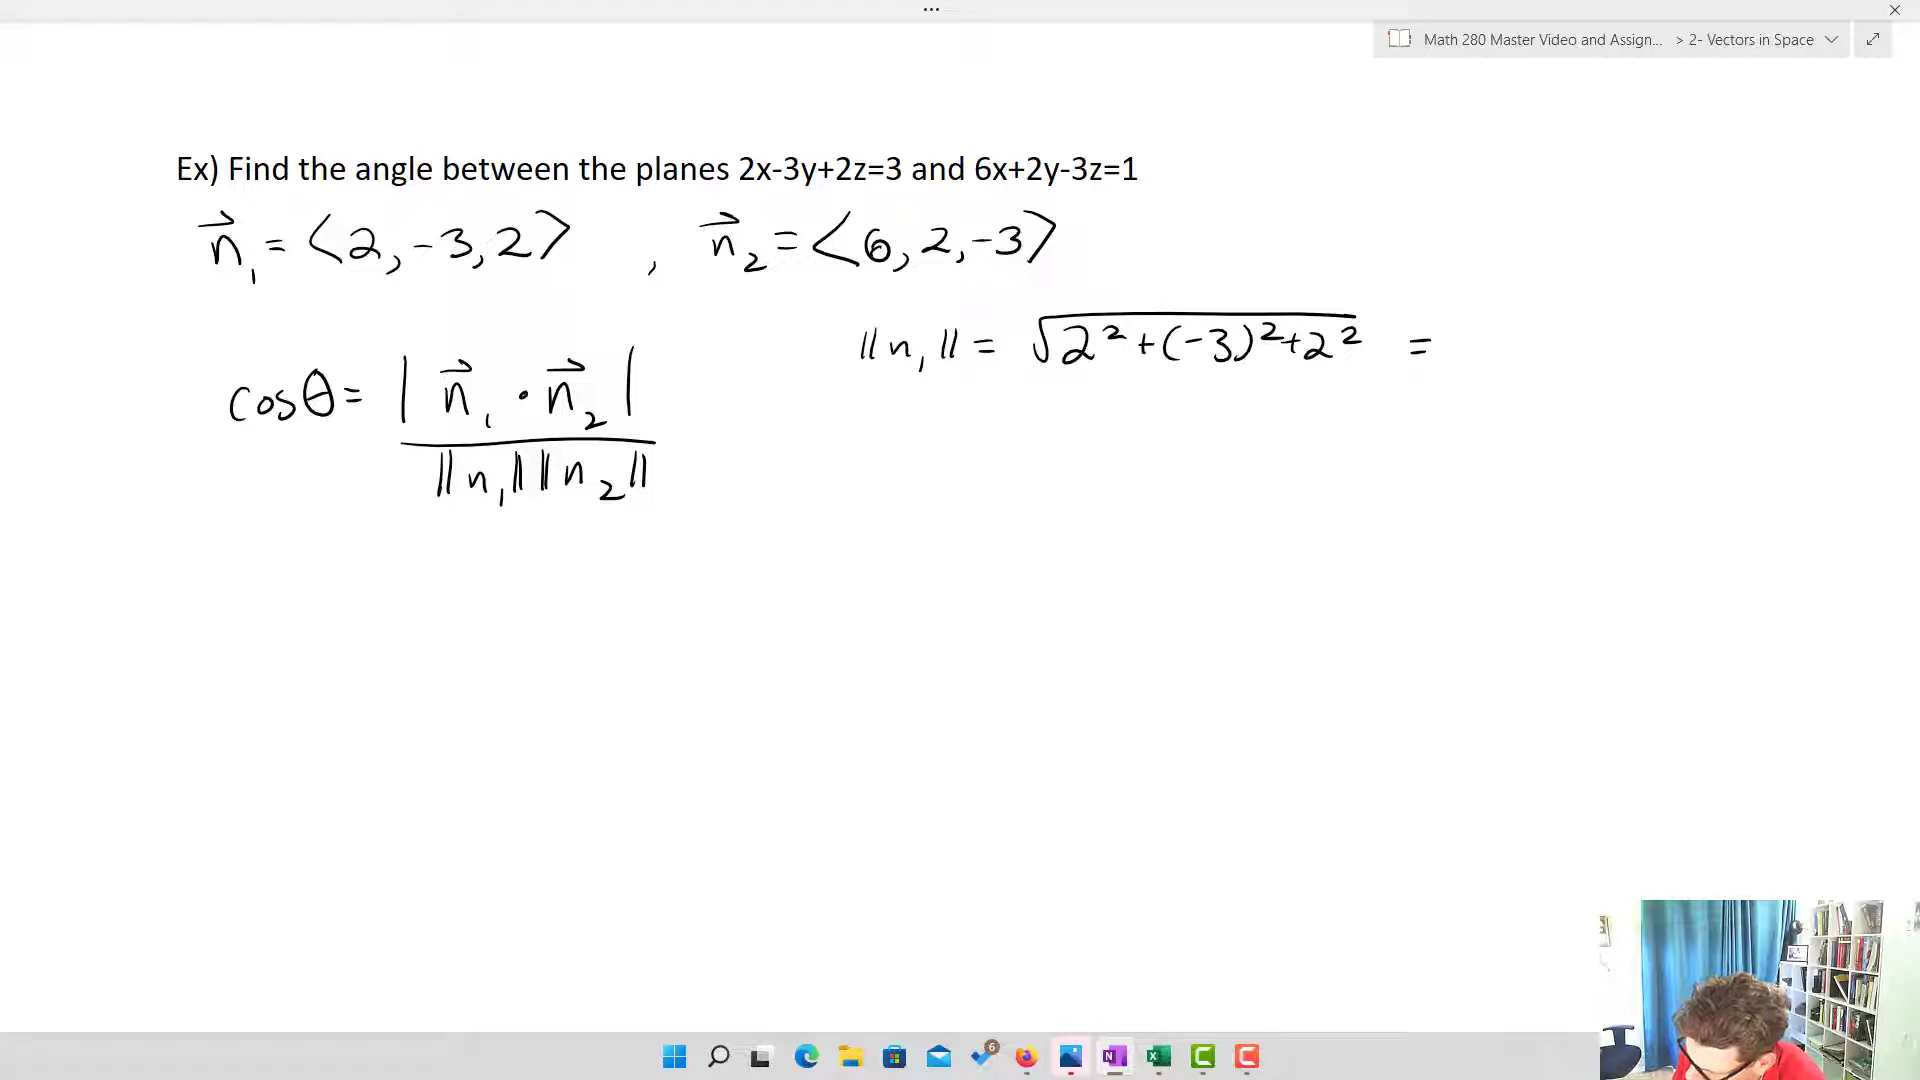 Math 280 Master Video and Assign... > 2- Vectors in Space
Ex) Find the angle between the planes 2x-3y+2z=3 and 6x+2y-3z=1
n⃗₁ = ⟨2, -3, 2⟩ , n⃗₂ = ⟨6, 2, -3⟩
‖n₁‖ = √(2² + (-3)² + 2²) =
cosθ = |n⃗₁ · n⃗₂|
‖n₁‖ ‖n₂‖
6